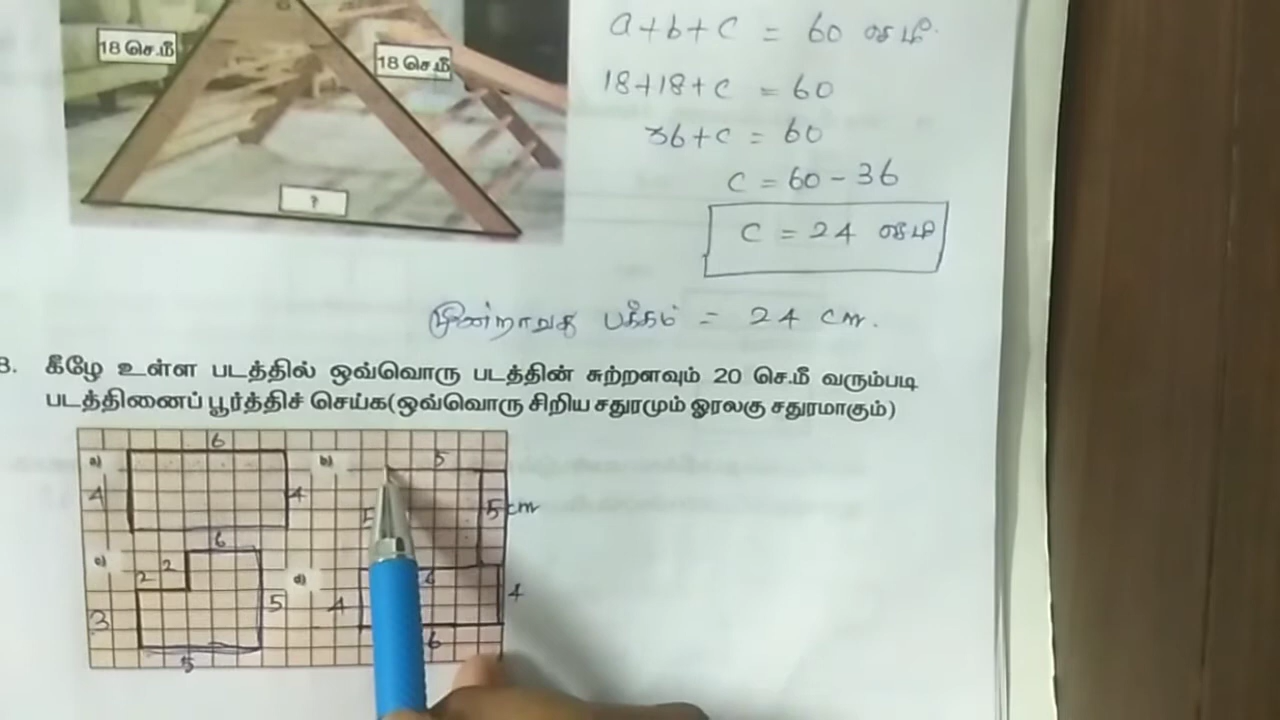 18 செ.மீ
18 செ.மீ
?
a + b + c = 60 செமீ.
18+18+c = 60
36+c = 60
c = 60 - 36
c = 24 செமீ
மூன்றாவது பக்கம் = 24 cm.
3. கீழே உள்ள படத்தில் ஒவ்வொரு படத்தின் சுற்றளவும் 20 செ.மீ வரும்படி
படத்தினைப் பூர்த்திச் செய்க(ஒவ்வொரு சிறிய சதுரமும் ஓரலகு சதுரமாகும்)
6
a) b) 5
4 4 5 5 cm
6
c) 2 2 d) 6
3 5 4 4
5 6